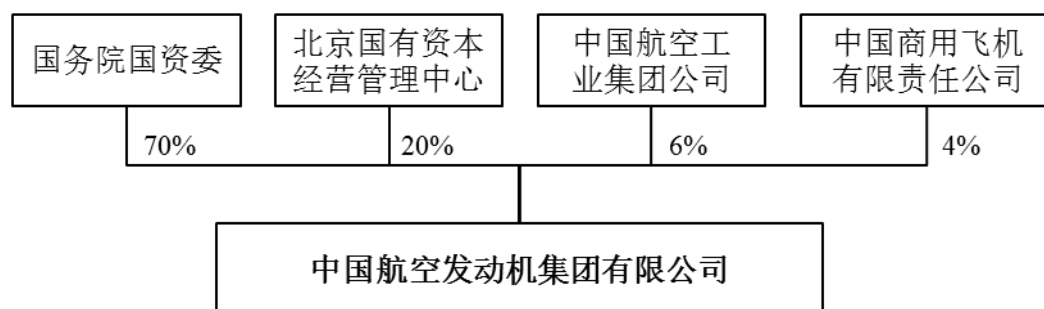 国务院国资委
北京国有资本
经营管理中心
中国航空工
业集团公司
中国商用飞机
有限责任公司
70%
20%
6%
4%
中国航空发动机集团有限公司